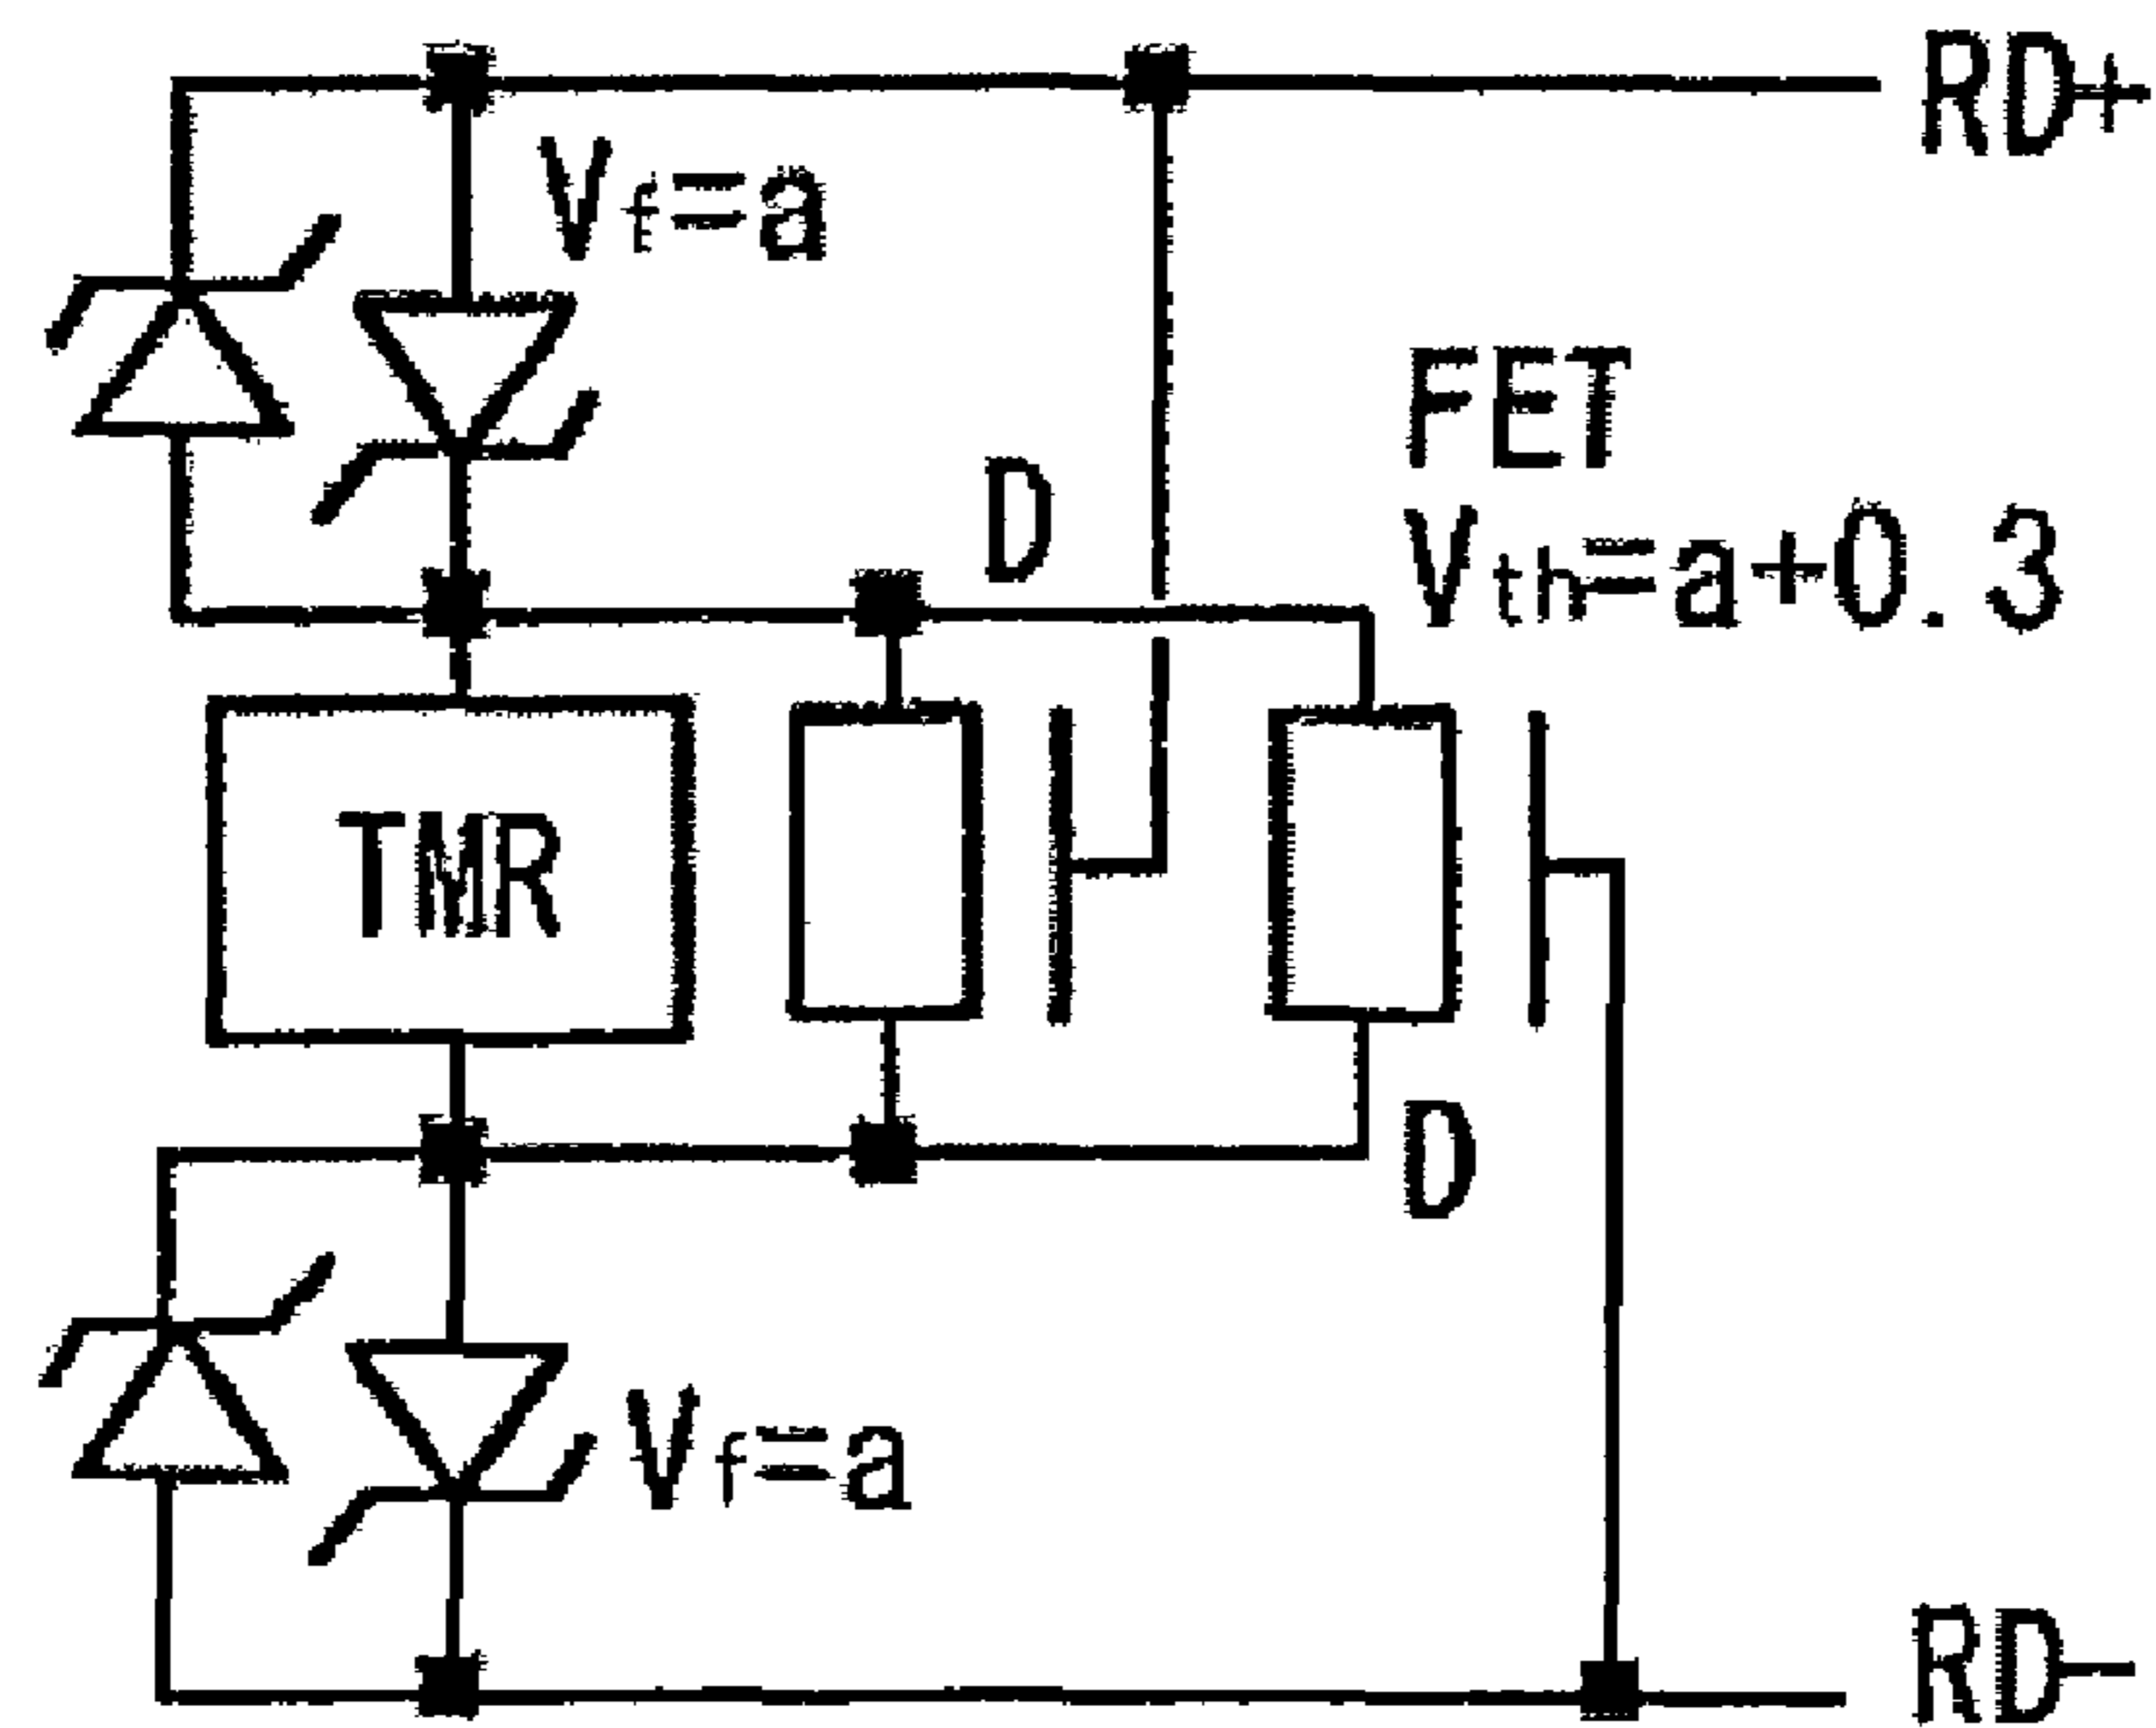 RD+
Vf=a
FET
D
Vth=a+0.3
TMR
D
Vf=a
RD−